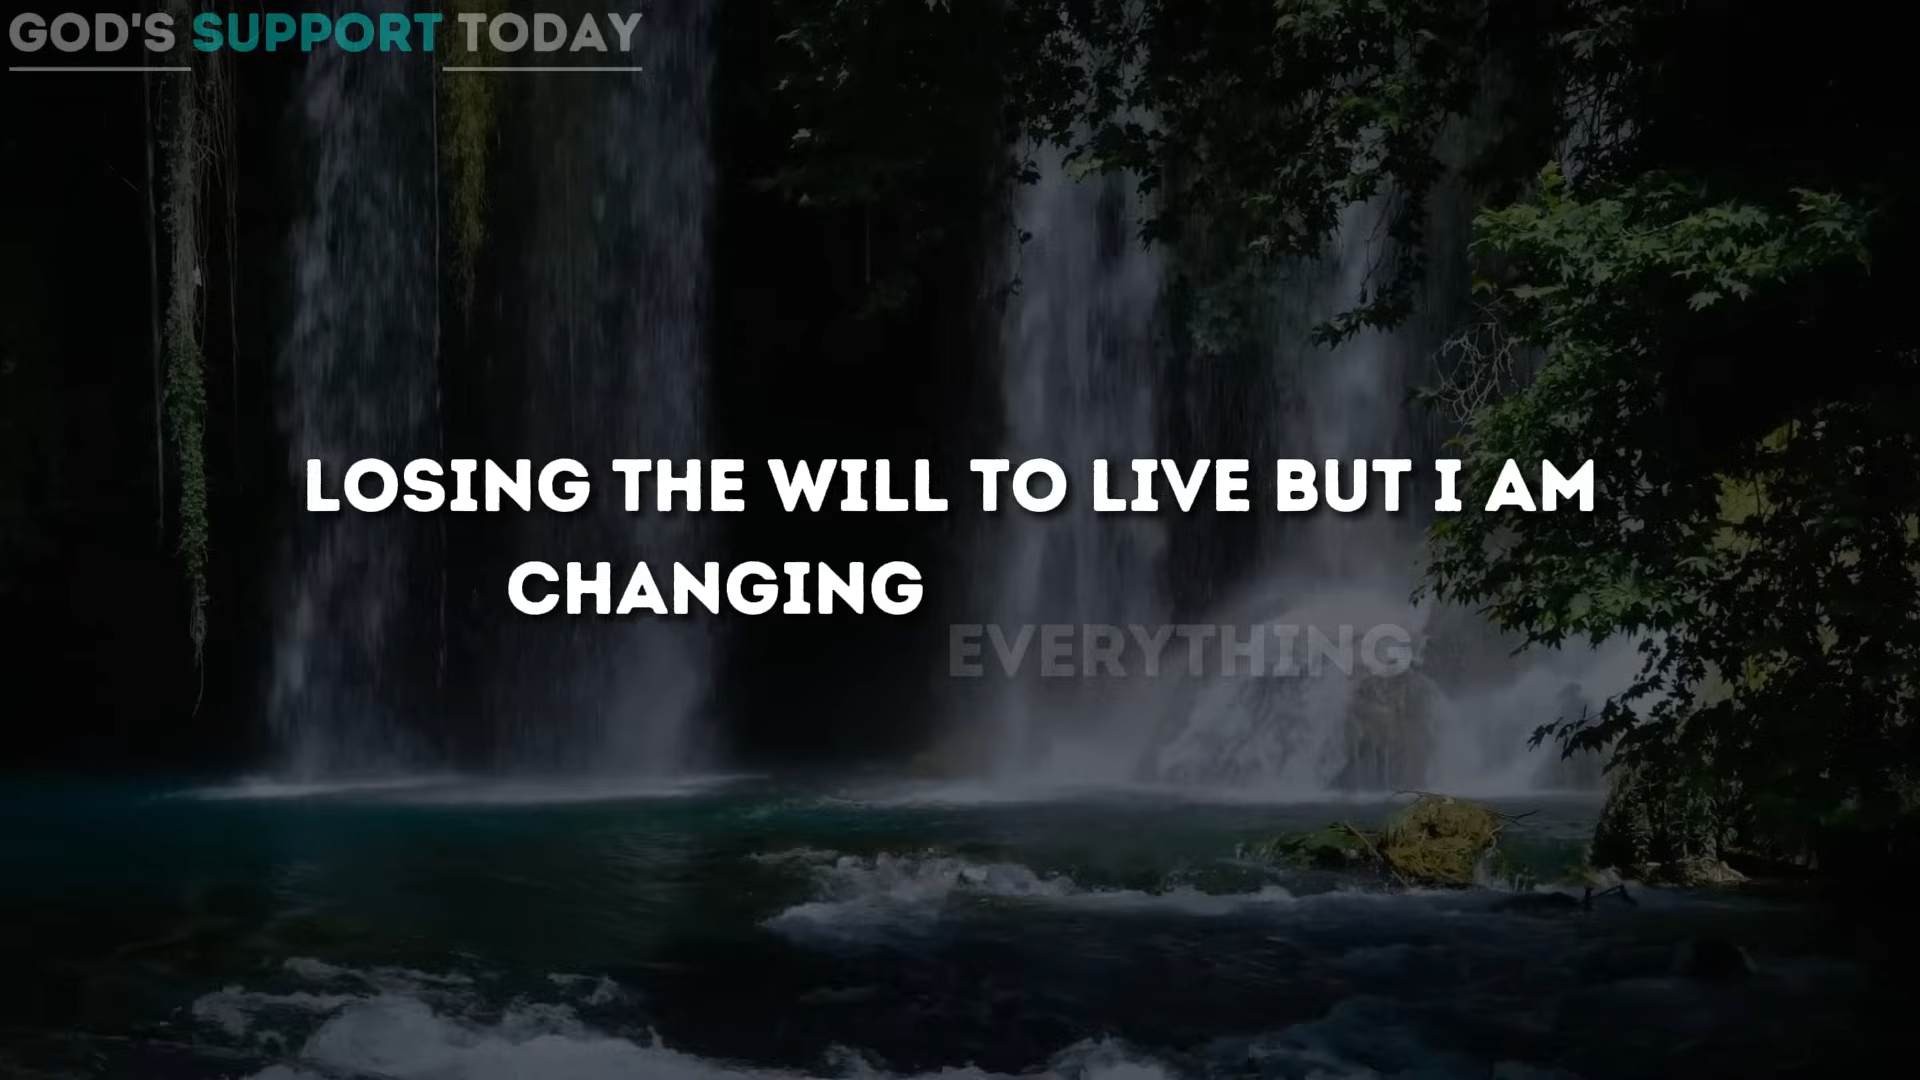 GOD'S SUPPORT TODAY
LOSING THE WILL TO LIVE BUT I AM
CHANGING
EVERYTHING